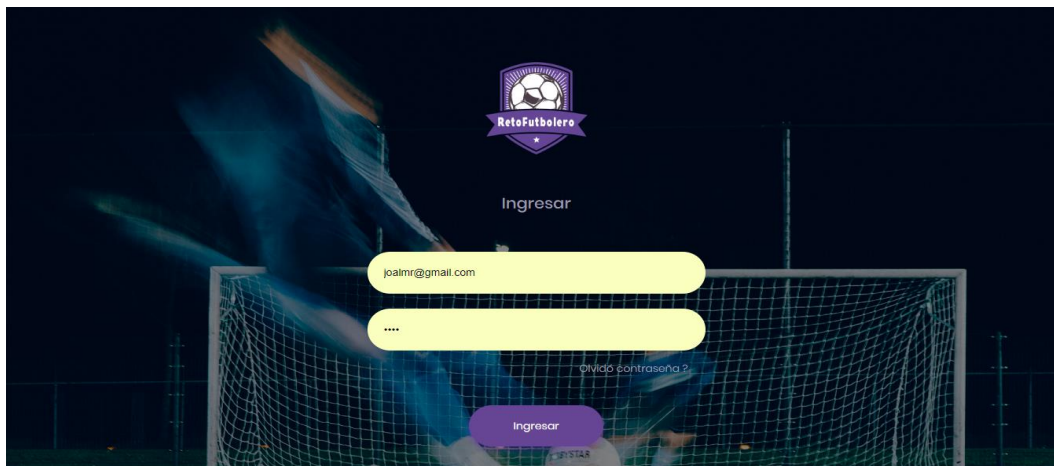 RetoFutbolero
Ingresar
joalmr@gmail.com
••••
Olvidó contraseña ?
Ingresar